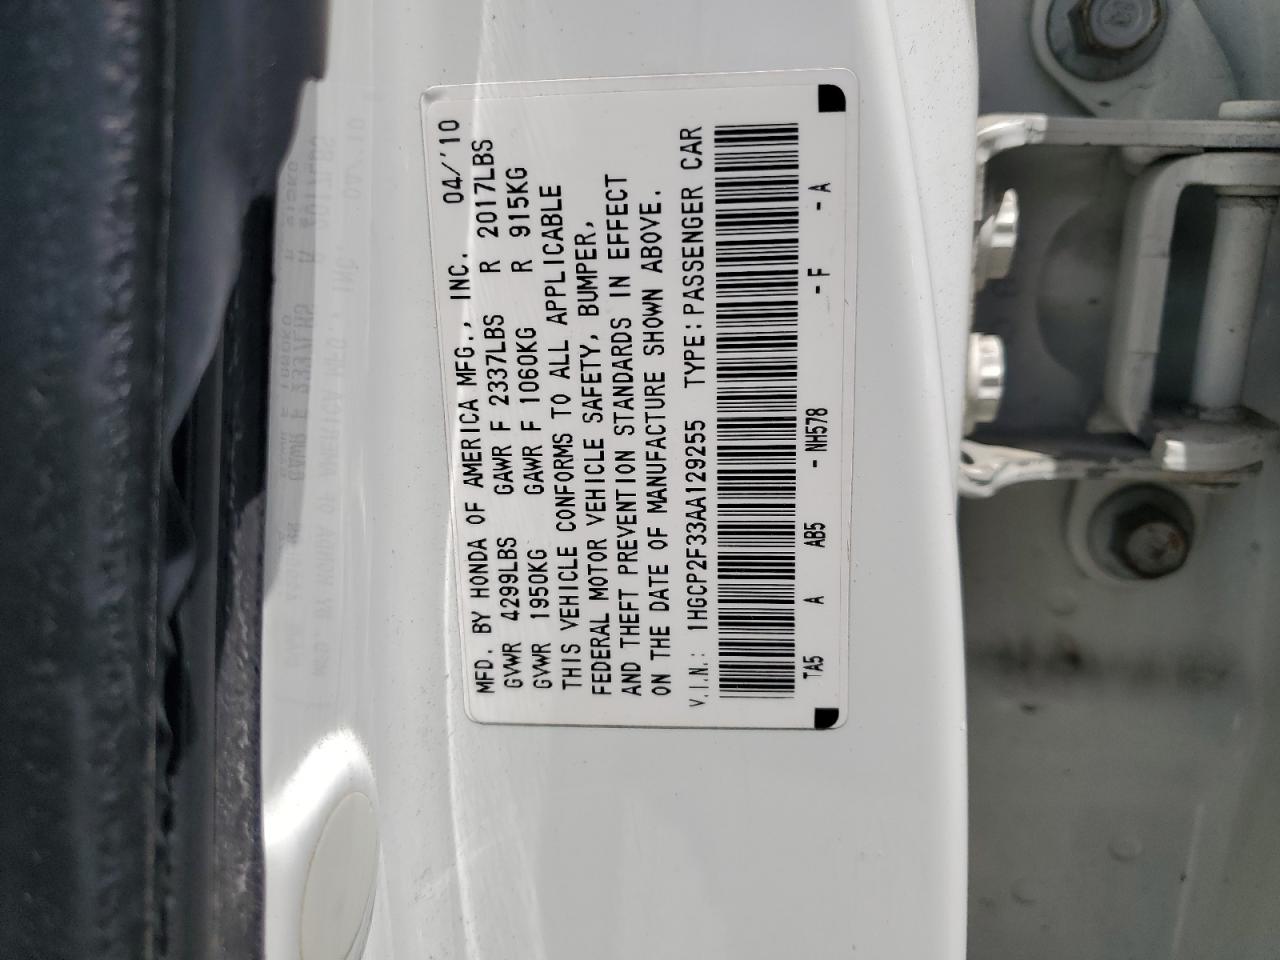 MFD. BY HONDA OF AMERICA MFG., INC. 04/'10
GVWR 4299LBS GAWR F 2337LBS R 2017LBS
GVWR 1950KG GAWR F 1060KG R 915KG
THIS VEHICLE CONFORMS TO ALL APPLICABLE
FEDERAL MOTOR VEHICLE SAFETY, BUMPER,
AND THEFT PREVENTION STANDARDS IN EFFECT
ON THE DATE OF MANUFACTURE SHOWN ABOVE.
V.I.N.: 1HGCP2F33AA129255 TYPE: PASSENGER CAR
TA5 A AB5 - NH578 - F - A